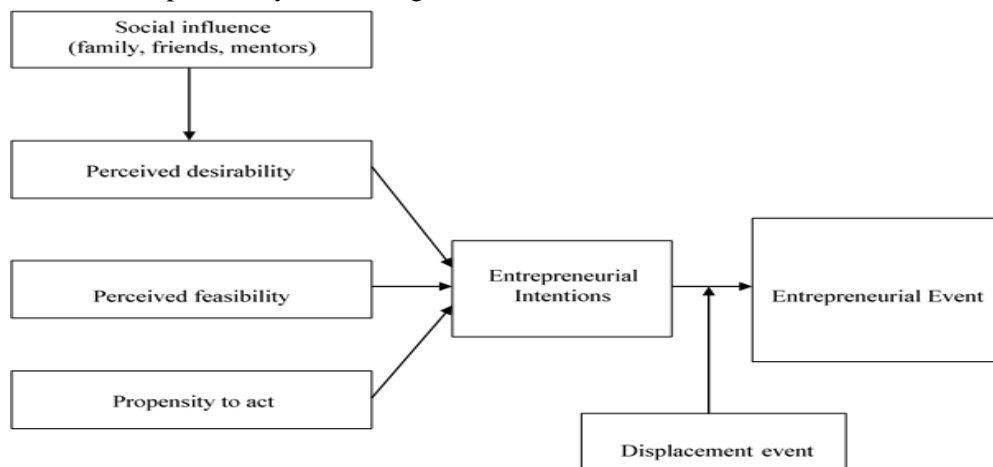 Social influence
(family, friends, mentors)
Perceived desirability
Perceived feasibility
Entrepreneurial
Intentions
Entrepreneurial Event
Propensity to act
Displacement event